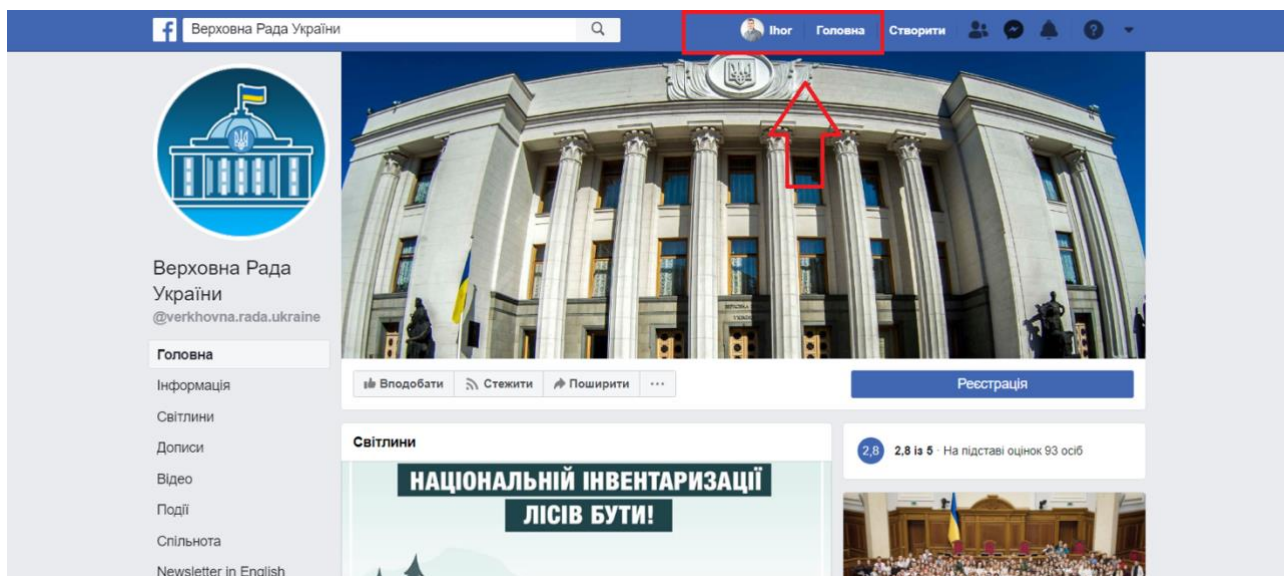 Верховна Рада України
Ihor Головна Створити
Верховна Рада
України
@verkhovna.rada.ukraine
Головна
Інформація
Світлини
Дописи
Відео
Події
Спільнота
Newsletter in English
Вподобати Стежити Поширити ...
Реєстрація
Світлини
НАЦІОНАЛЬНІЙ ІНВЕНТАРИЗАЦІЇ
ЛІСІВ БУТИ!
2,8 2,8 із 5 · На підставі оцінок 93 осіб